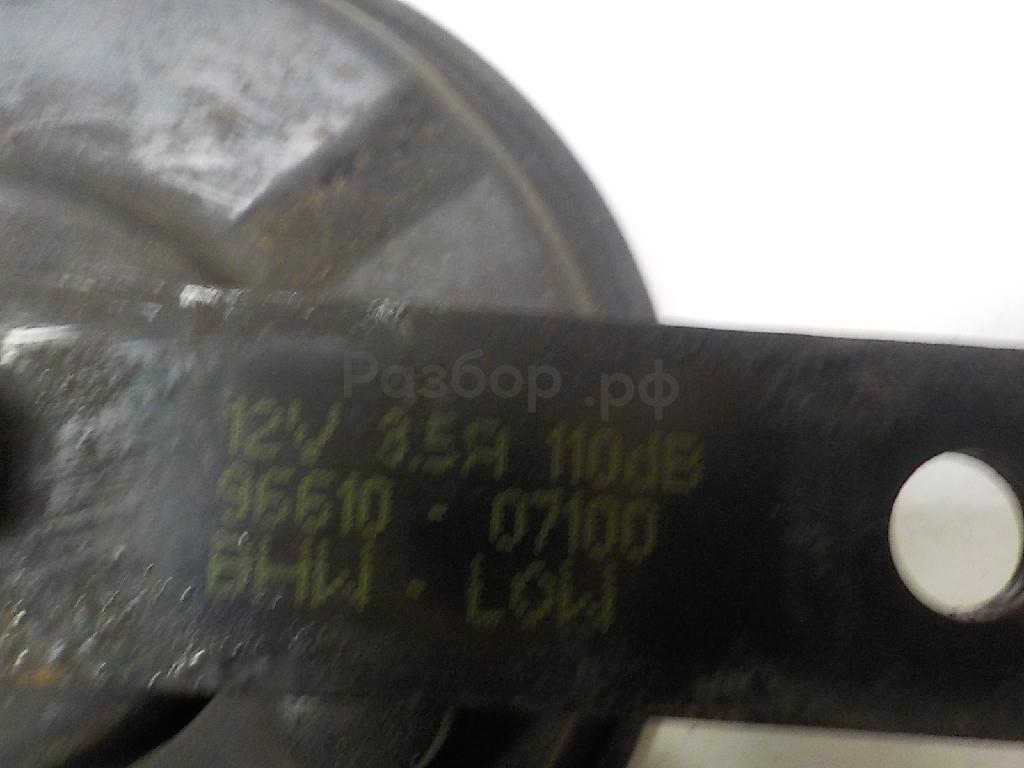 Разбор.рф
12V 3.5A 110dB
96610 - 07100
BHW - LOW